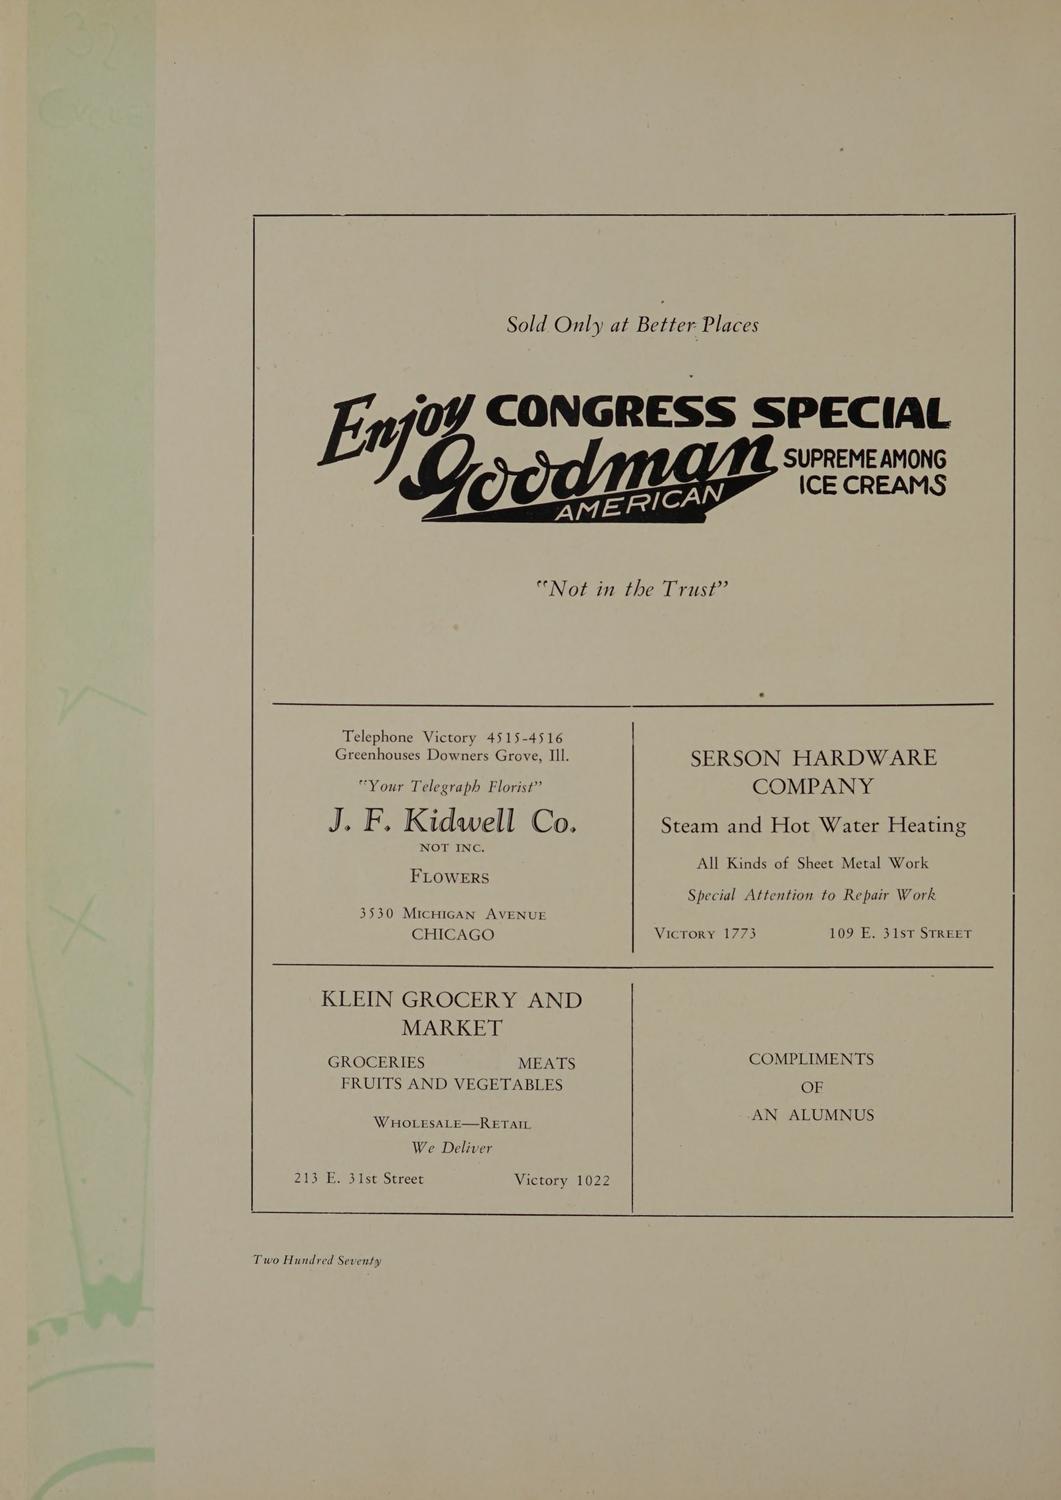 32
CYCLE
Sold Only at Better Places
Enjoy CONGRESS SPECIAL
Goodman SUPREME AMONG
AMERICAN ICE CREAMS
"Not in the Trust"
Telephone Victory 4515-4516
Greenhouses Downers Grove, Ill.
"Your Telegraph Florist"
J. F. Kidwell Co.
NOT INC.
FLOWERS
3530 MICHIGAN AVENUE
CHICAGO
SERSON HARDWARE
COMPANY
Steam and Hot Water Heating
All Kinds of Sheet Metal Work
Special Attention to Repair Work
VICTORY 1773 109 E. 31ST STREET
KLEIN GROCERY AND
MARKET
GROCERIES MEATS
FRUITS AND VEGETABLES
WHOLESALE—RETAIL
We Deliver
213 E. 31st Street Victory 1022
COMPLIMENTS
OF
AN ALUMNUS
Two Hundred Seventy